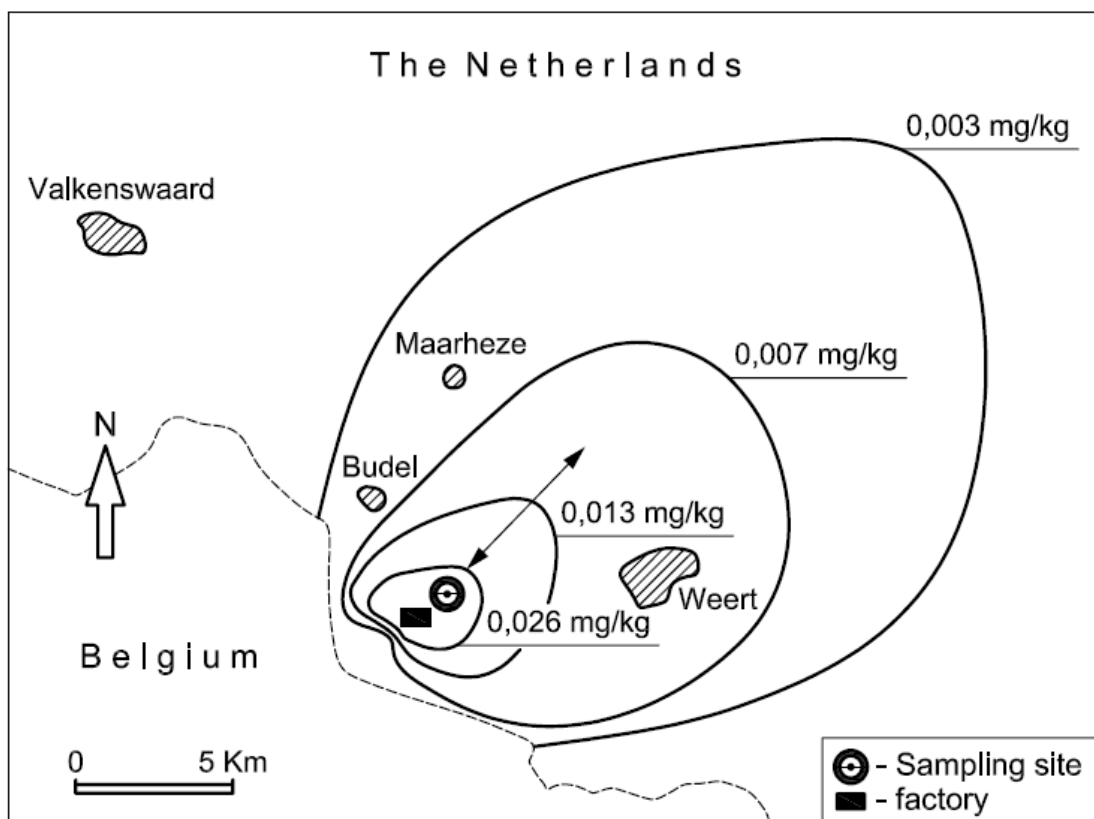 The Netherlands
0,003 mg/kg
Valkenswaard
Maarheze
0,007 mg/kg
N
Budel
0,013 mg/kg
Weert
0,026 mg/kg
Belgium
0 5 Km
- Sampling site
- factory